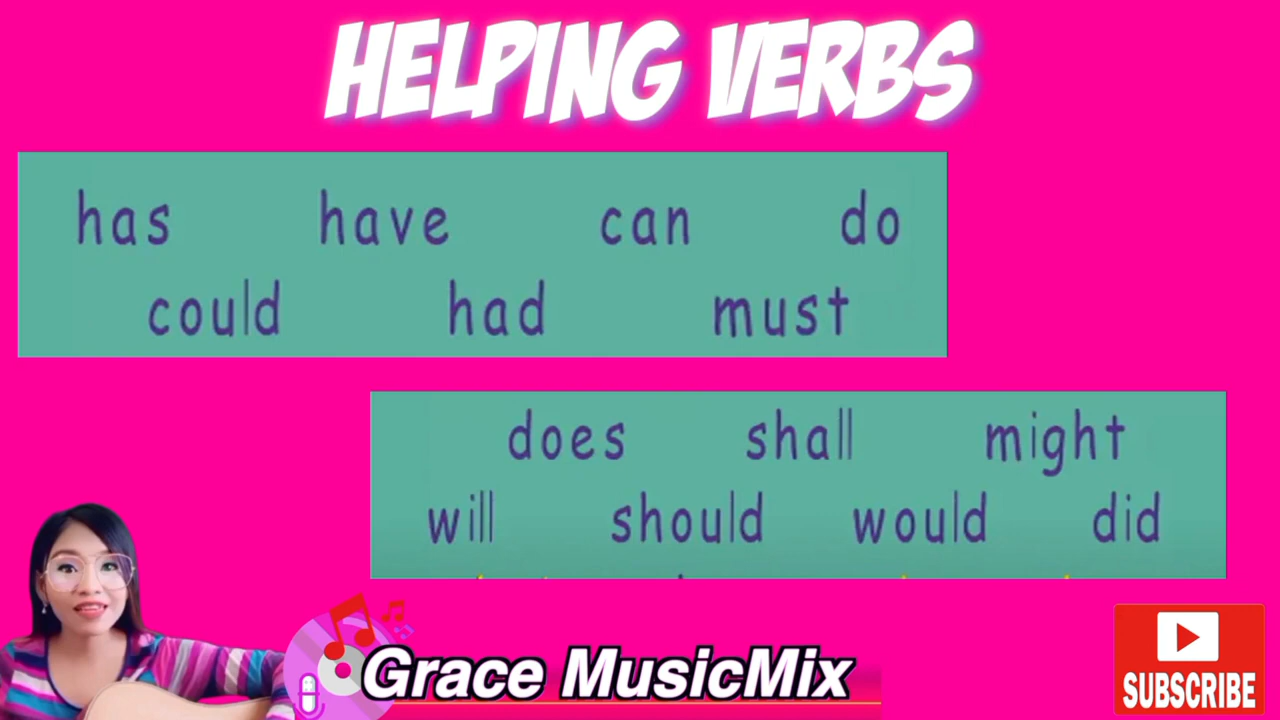 HELPING VERBS
has have can do
could had must
does shall might
will should would did
Grace MusicMix
SUBSCRIBE